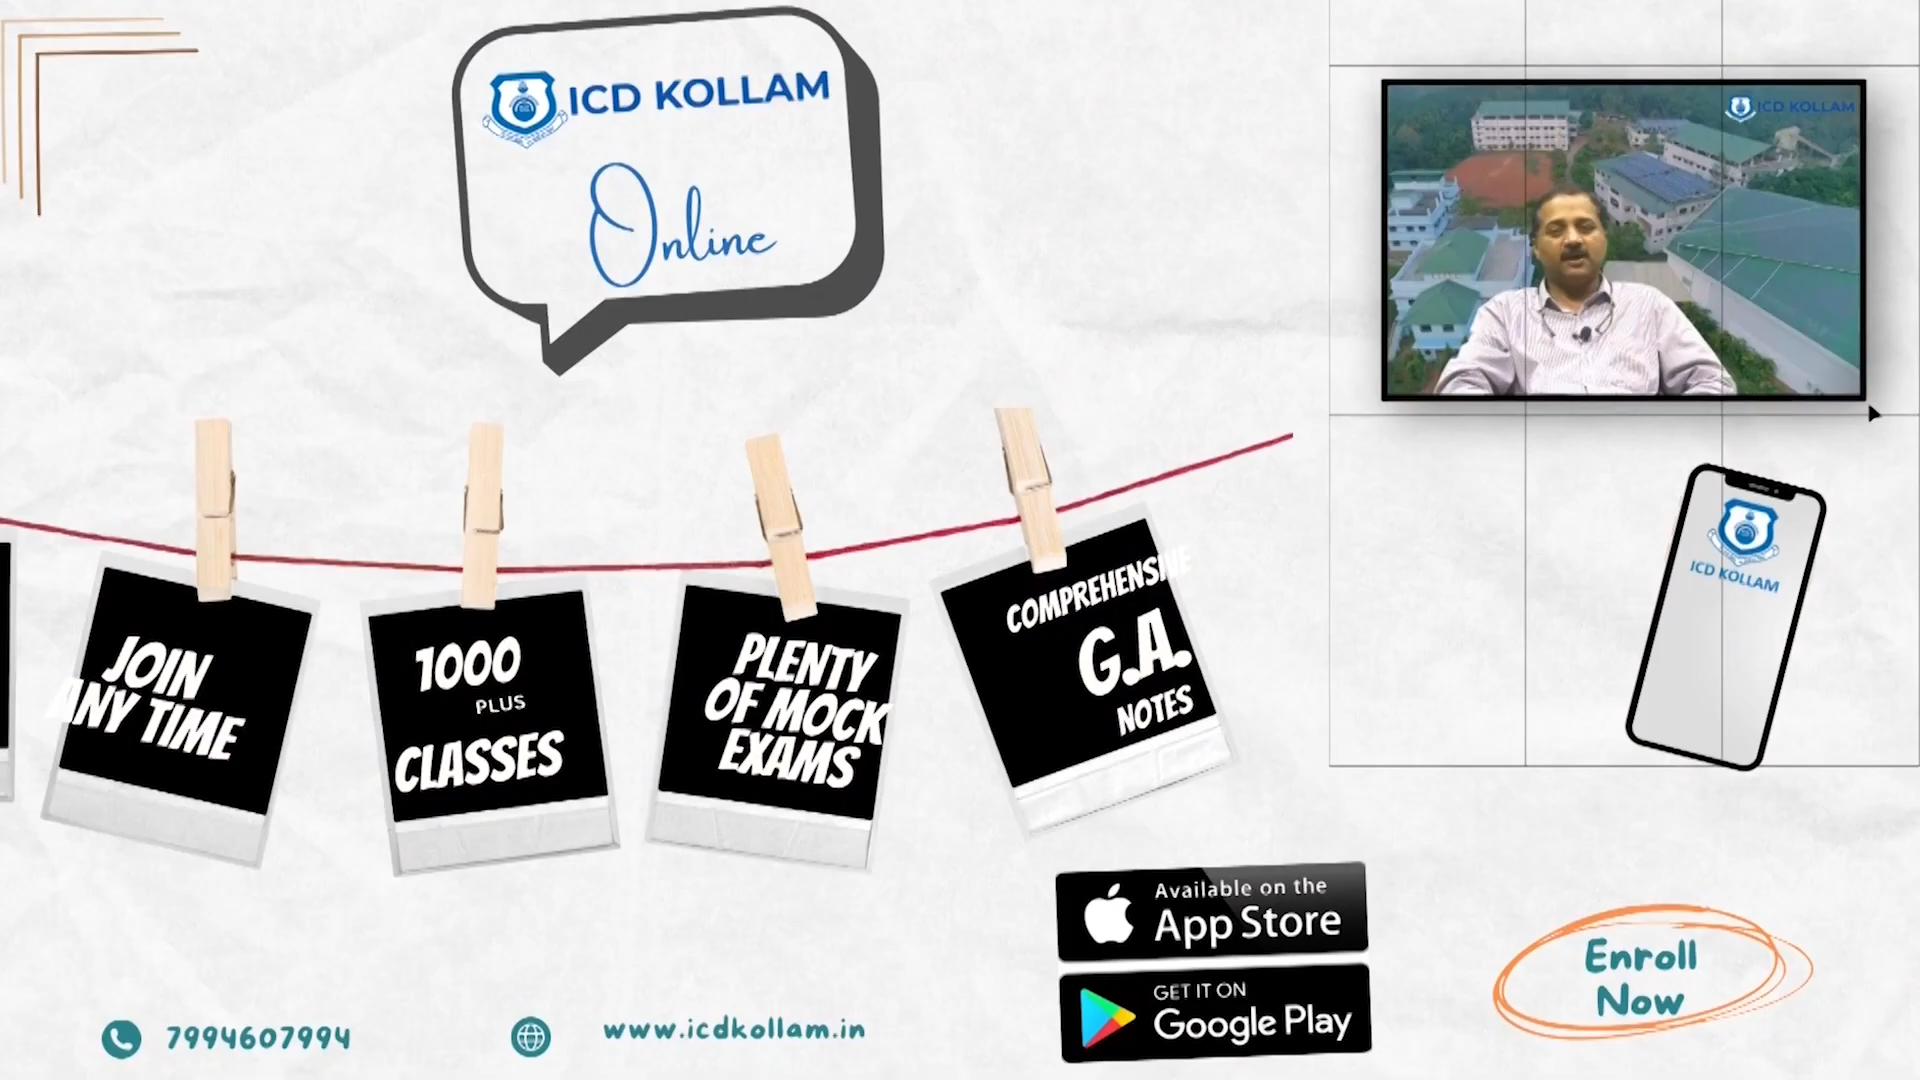 ICD KOLLAM
Online
ICD KOLLAM
JOIN
ANY TIME
1000
PLUS
CLASSES
PLENTY
OF MOCK
EXAMS
COMPREHENSIVE
G.A.
NOTES
ICD KOLLAM
Available on the
App Store
GET IT ON
Google Play
Enroll
Now
7994607994
www.icdkollam.in